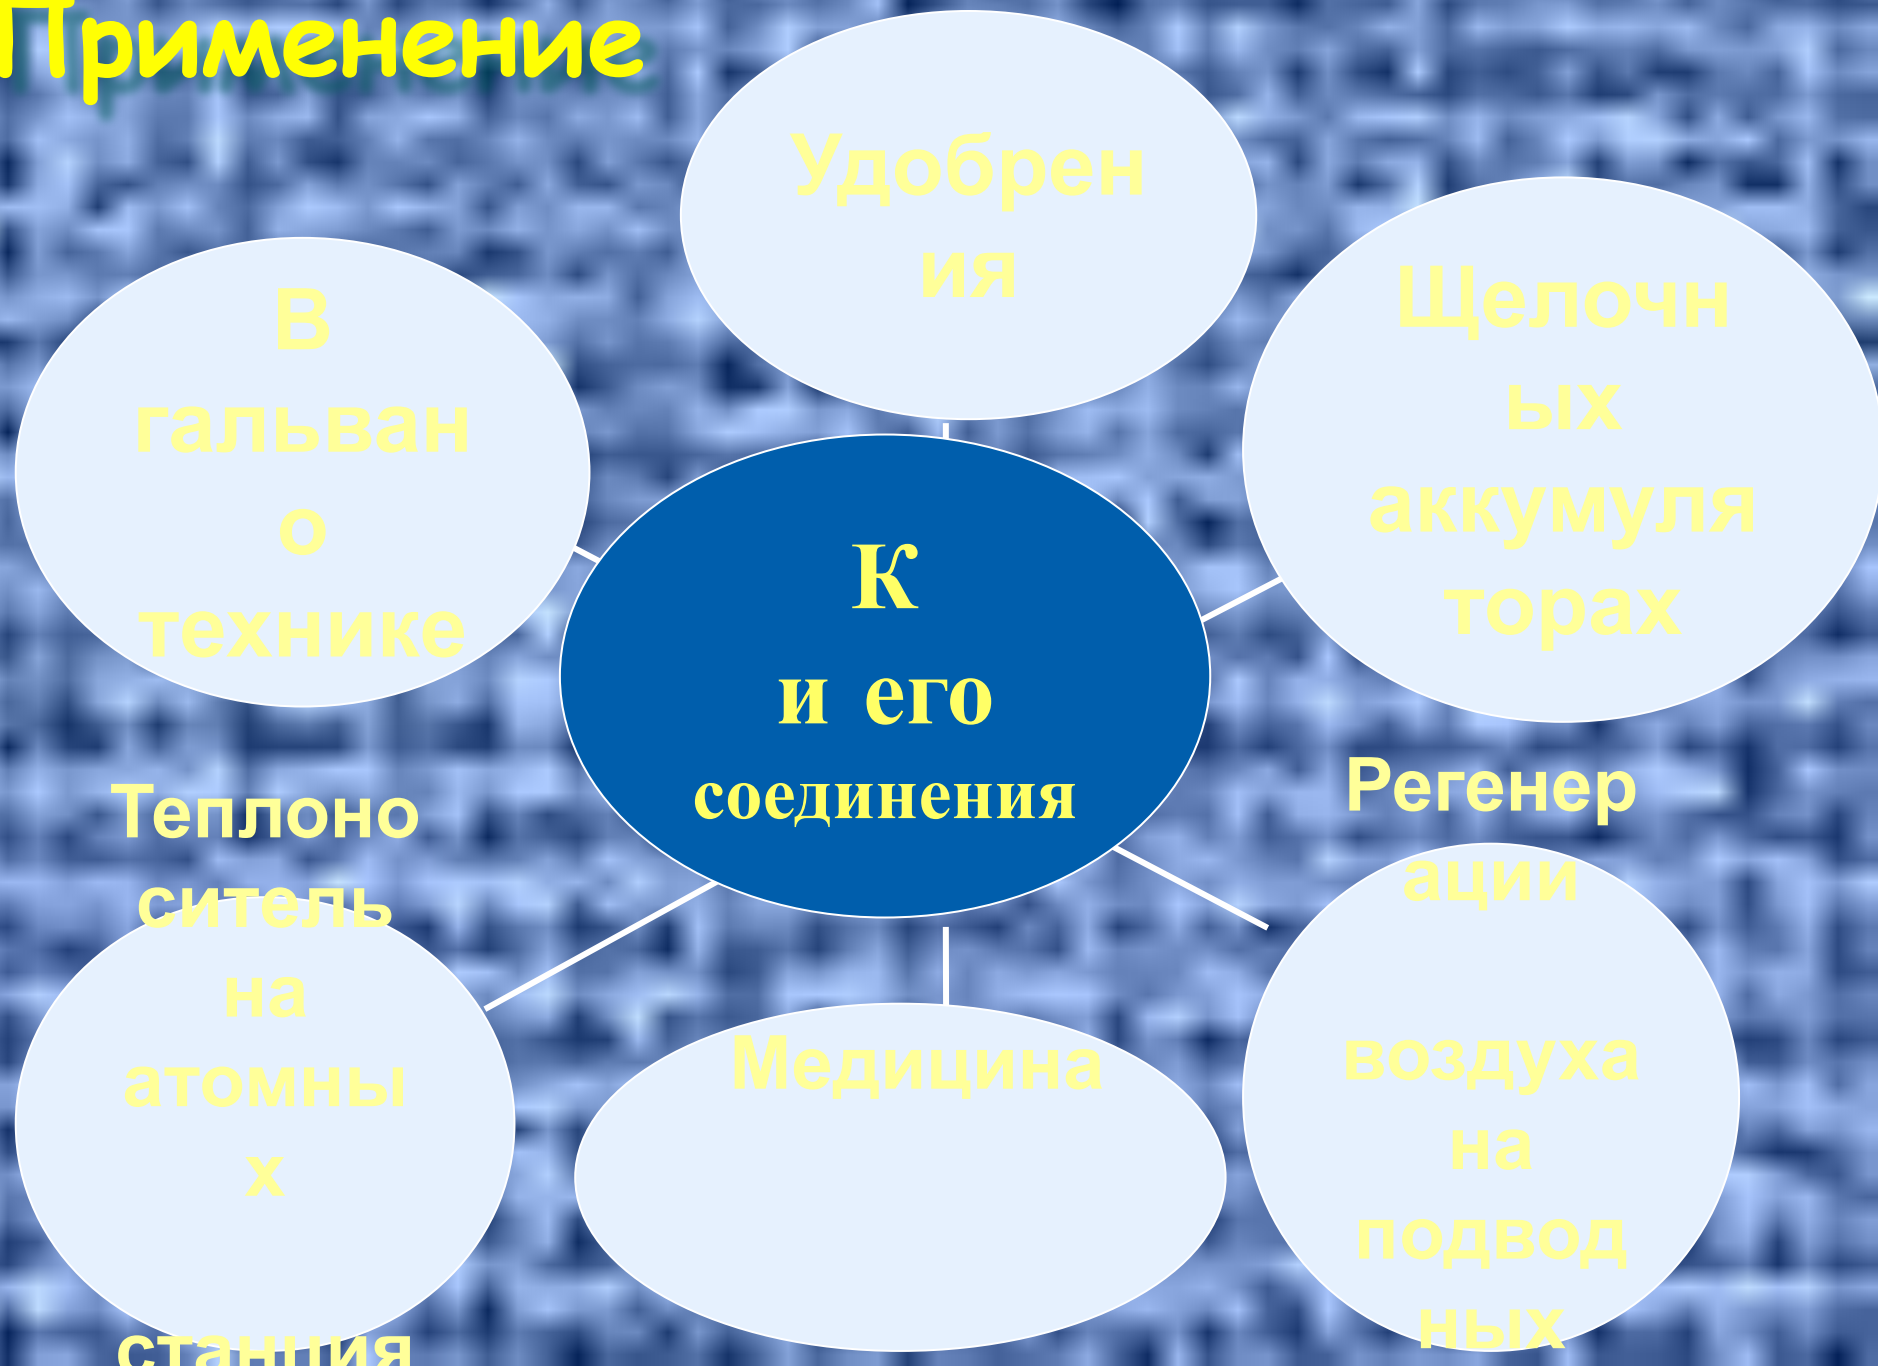 Применение
Удобрен
ия
В
гальван
о
технике
Щелочн
ых
аккумуля
торах
К
и его
соединения
Теплоно
ситель
на
атомны
х
станция
Медицина
Регенер
ации
воздуха
на
подвод
ных